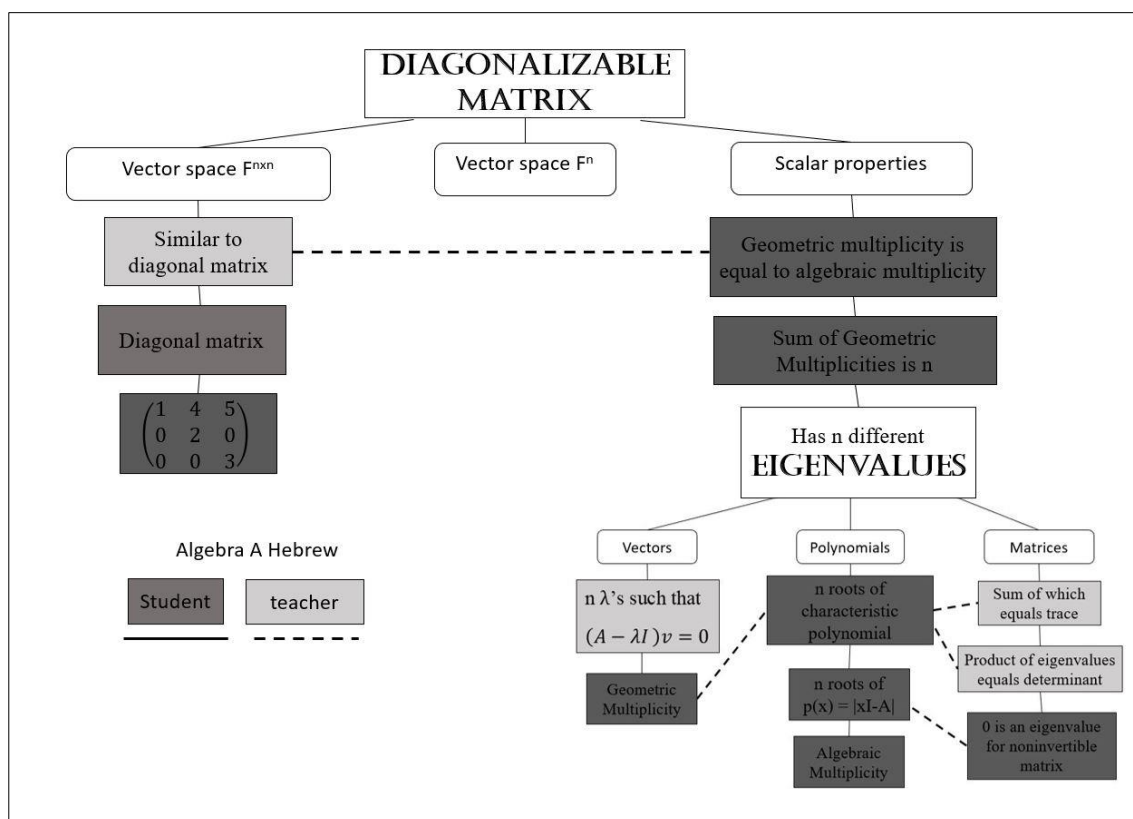 DIAGONALIZABLE
MATRIX
Vector space Fⁿˣⁿ
Vector space Fⁿ
Scalar properties
Similar to
diagonal matrix
Geometric multiplicity is
equal to algebraic multiplicity
Diagonal matrix
Sum of Geometric
Multiplicities is n
1 4 5
0 2 0
0 0 3
Has n different
EIGENVALUES
Algebra A Hebrew
Student
teacher
Vectors
Polynomials
Matrices
n λ's such that
(A − λI)v = 0
Geometric
Multiplicity
n roots of
characteristic
polynomial
n roots of
p(x) = |xI-A|
Algebraic
Multiplicity
Sum of which
equals trace
Product of eigenvalues
equals determinant
0 is an eigenvalue
for noninvertible
matrix